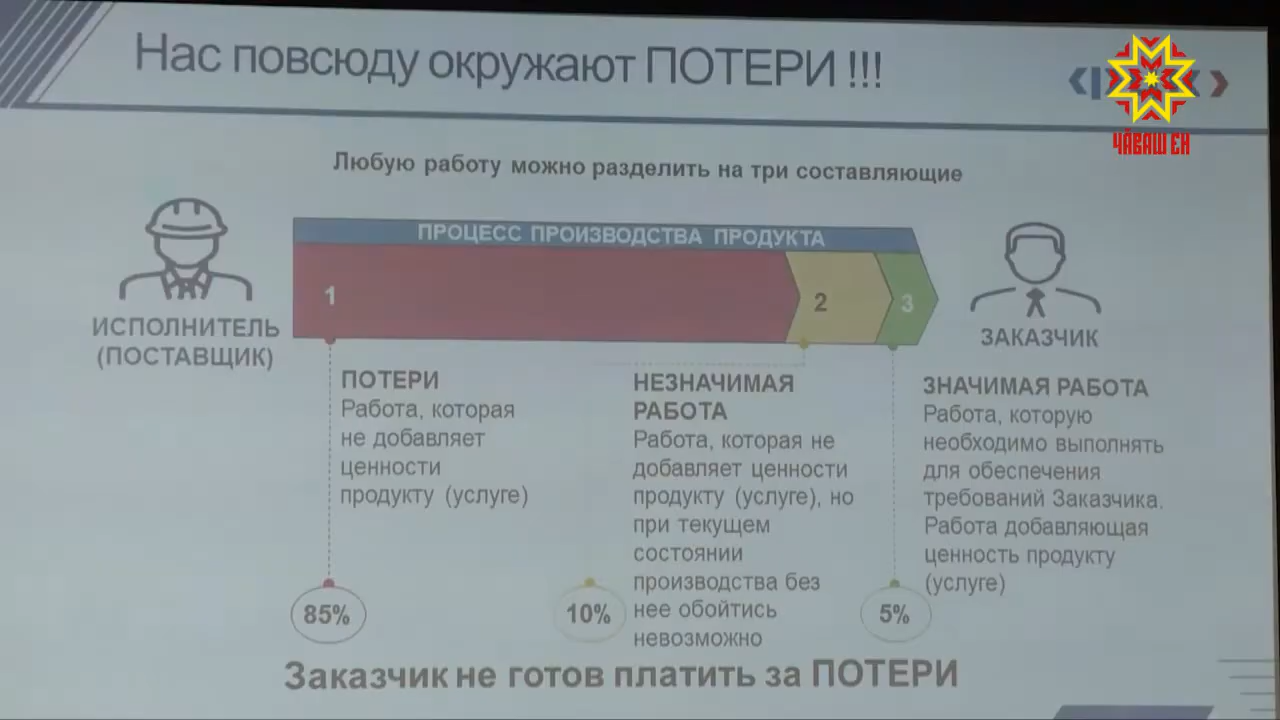 Нас повсюду окружают ПОТЕРИ !!!
ЧӐВАШ ЕН
Любую работу можно разделить на три составляющие
ПРОЦЕСС ПРОИЗВОДСТВА ПРОДУКТА
1
2
3
ИСПОЛНИТЕЛЬ
(ПОСТАВЩИК)
ЗАКАЗЧИК
ПОТЕРИ
Работа, которая
не добавляет
ценности
продукту (услуге)
85%
НЕЗНАЧИМАЯ
РАБОТА
Работа, которая не
добавляет ценности
продукту (услуге), но
при текущем
состоянии
производства без
нее обойтись
невозможно
10%
ЗНАЧИМАЯ РАБОТА
Работа, которую
необходимо выполнять
для обеспечения
требований Заказчика.
Работа добавляющая
ценность продукту
(услуге)
5%
Заказчик не готов платить за ПОТЕРИ